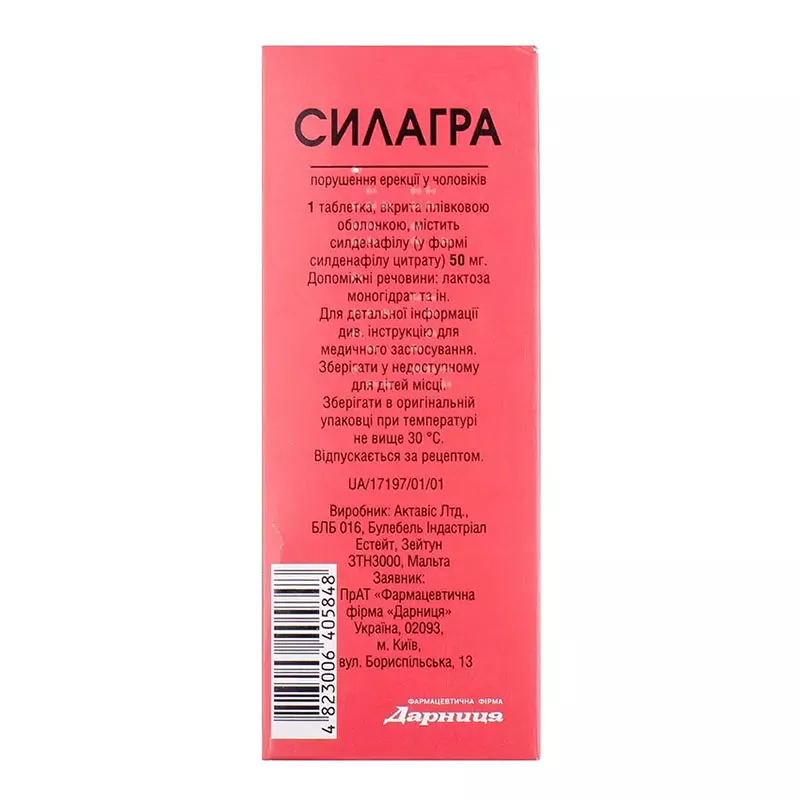 СИЛАГРА
порушення ерекції у чоловіків
1 таблетка, вкрита плівковою
оболонкою, містить
силденафілу (у формі
силденафілу цитрату) 50 мг.
Допоміжні речовини: лактоза
моногідрат та ін.
Для детальної інформації
див. інструкцію для
медичного застосування.
Зберігати у недоступному
для дітей місці.
Зберігати в оригінальній
упаковці при температурі
не вище 30 °C.
Відпускається за рецептом.
UA/17197/01/01
Виробник: Актавіс Лтд.,
БЛБ 016, Булебель Індастріал
Естейт, Зейтун
ЗТН3000, Мальта
Заявник:
ПрАТ «Фармацевтична
фірма «Дарниця»
Україна, 02093,
м. Київ,
вул. Бориспільська, 13
4 823006 405848
ФАРМАЦЕВТИЧНА ФІРМА
Дарниця